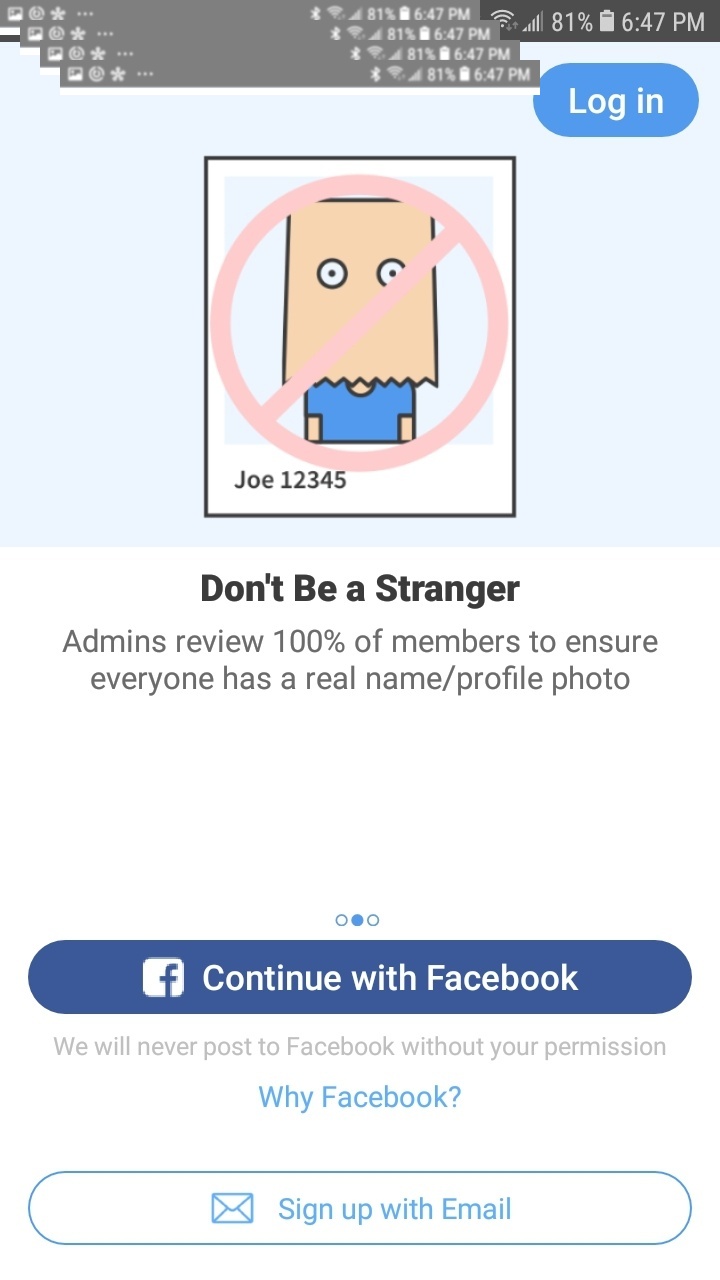 81% 6:47 PM
81% 6:47 PM
81% 6:47 PM
81% 6:47 PM
81% 6:47 PM
Log in
Joe 12345
Don't Be a Stranger
Admins review 100% of members to ensure
everyone has a real name/profile photo
Continue with Facebook
We will never post to Facebook without your permission
Why Facebook?
Sign up with Email